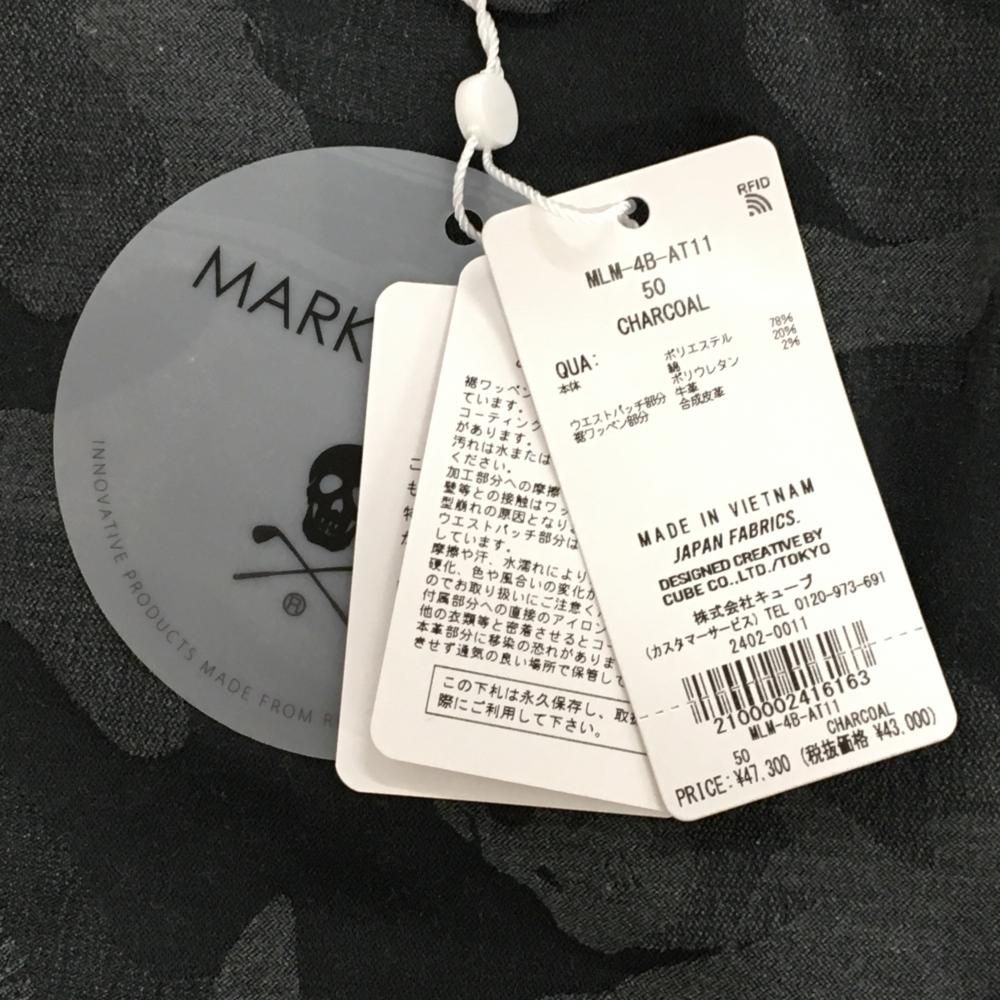 MARK
INNOVATIVE PRODUCTS MADE FROM R
®
裾ワッペン
ています。
コーティング
があります。
汚れは水または
ください。
加工部分への摩擦
壁等との接触はワッ
型崩れの原因となり
ウエストパッチ部分は
しています。
摩擦や汗、水濡れにより
硬化、色や風合いの変化が
のでお取り扱いにご注意く
付属部分への直接のアイロン
他の衣類等と密着させるとコー
本革部分に移染の恐れがありま
きせず通気の良い場所で保管して
この下札は永久保存し、取扱
際にご利用して下さい。
RFID
MLM-4B-AT11
50
CHARCOAL
QUA:
本体 ポリエステル 78%
綿 20%
ポリウレタン 2%
ウエストパッチ部分 牛革
裾ワッペン部分 合成皮革
MADE IN VIETNAM
JAPAN FABRICS.
DESIGNED CREATIVE BY
CUBE CO.,LTD./TOKYO
株式会社キューブ
(カスタマーサービス) TEL 0120-973-691
2402-0011
2100002416163
MLM-4B-AT11
50 CHARCOAL
PRICE:¥47,300 (税抜価格 ¥43,000)